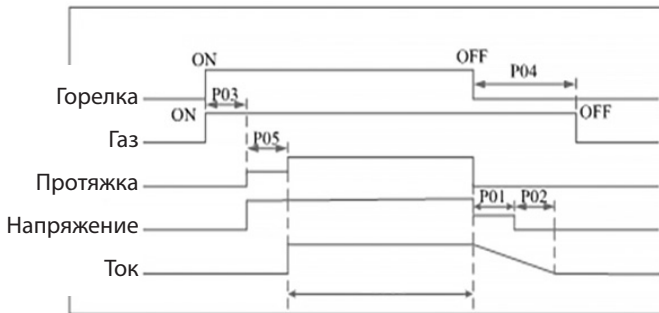 ON
OFF
P03
P04
Горелка
ON
OFF
Газ
P05
Протяжка
P01 P02
Напряжение
Ток